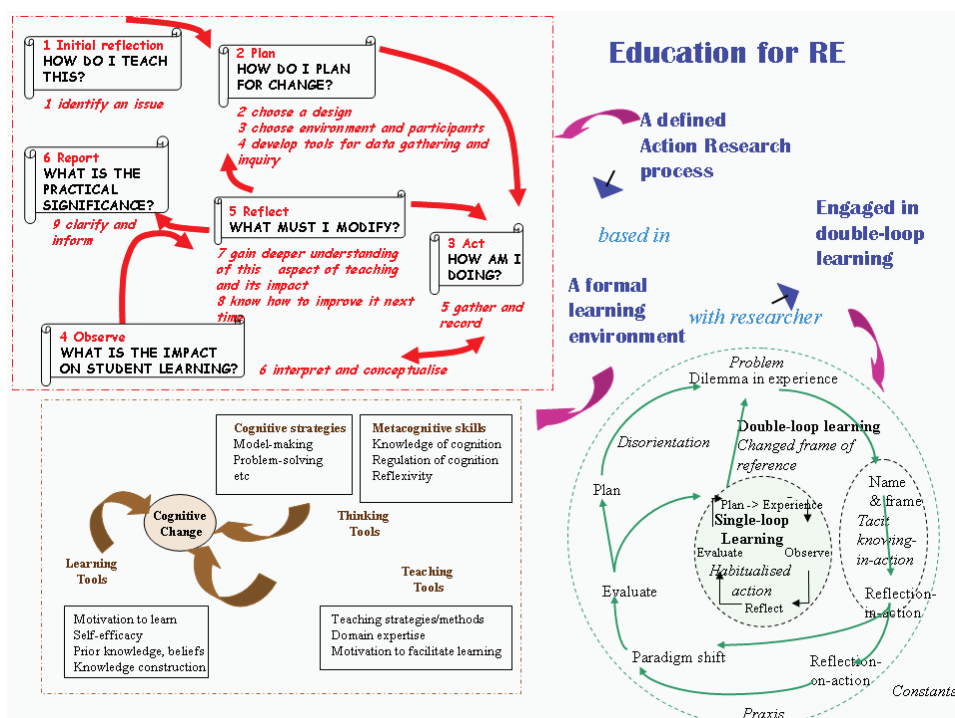 1 Initial reflection
HOW DO I TEACH
THIS?
1 identify an issue
2 Plan
HOW DO I PLAN
FOR CHANGE?
2 choose a design
3 choose environment and participants
4 develop tools for data gathering and
inquiry
6 Report
WHAT IS THE
PRACTICAL
SIGNIFICANCE?
9 clarify and
inform
5 Reflect
WHAT MUST I MODIFY?
7 gain deeper understanding
of this aspect of teaching
and its impact
8 know how to improve it next
time
3 Act
HOW AM I
DOING?
5 gather and
record
4 Observe
WHAT IS THE IMPACT
ON STUDENT LEARNING?
6 interpret and conceptualise
Education for RE
A defined
Action Research
process
based in
Engaged in
double-loop
learning
A formal
learning
environment
with researcher
Cognitive strategies
Model-making
Problem-solving
etc
Metacognitive skills
Knowledge of cognition
Regulation of cognition
Reflexivity
Cognitive
Change
Thinking
Tools
Learning
Tools
Teaching
Tools
Motivation to learn
Self-efficacy
Prior knowledge, beliefs
Knowledge construction
Teaching strategies/methods
Domain expertise
Motivation to facilitate learning
Problem
Dilemma in experience
Disorientation
Double-loop learning
Changed frame of
reference
Plan
Name
& frame
Tacit
knowing-
in-action
Plan -> Experience
Single-loop
Learning
Evaluate
Observe
Habitualised
action
Reflect
Evaluate
Reflection-
in-action
Paradigm shift
Reflection-
on-action
Constants
Praxis